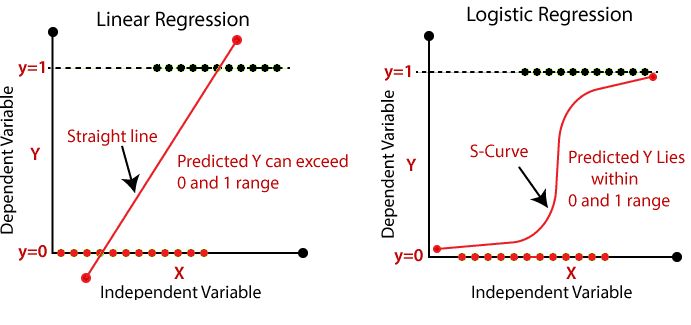 Linear Regression
y=1
Dependent Variable
Y
Straight line
Predicted Y can exceed
0 and 1 range
y=0
X
Independent Variable
Logistic Regression
y=1
Dependent Variable
Y
S-Curve
Predicted Y Lies
within
0 and 1 range
y=0
X
Independent Variable